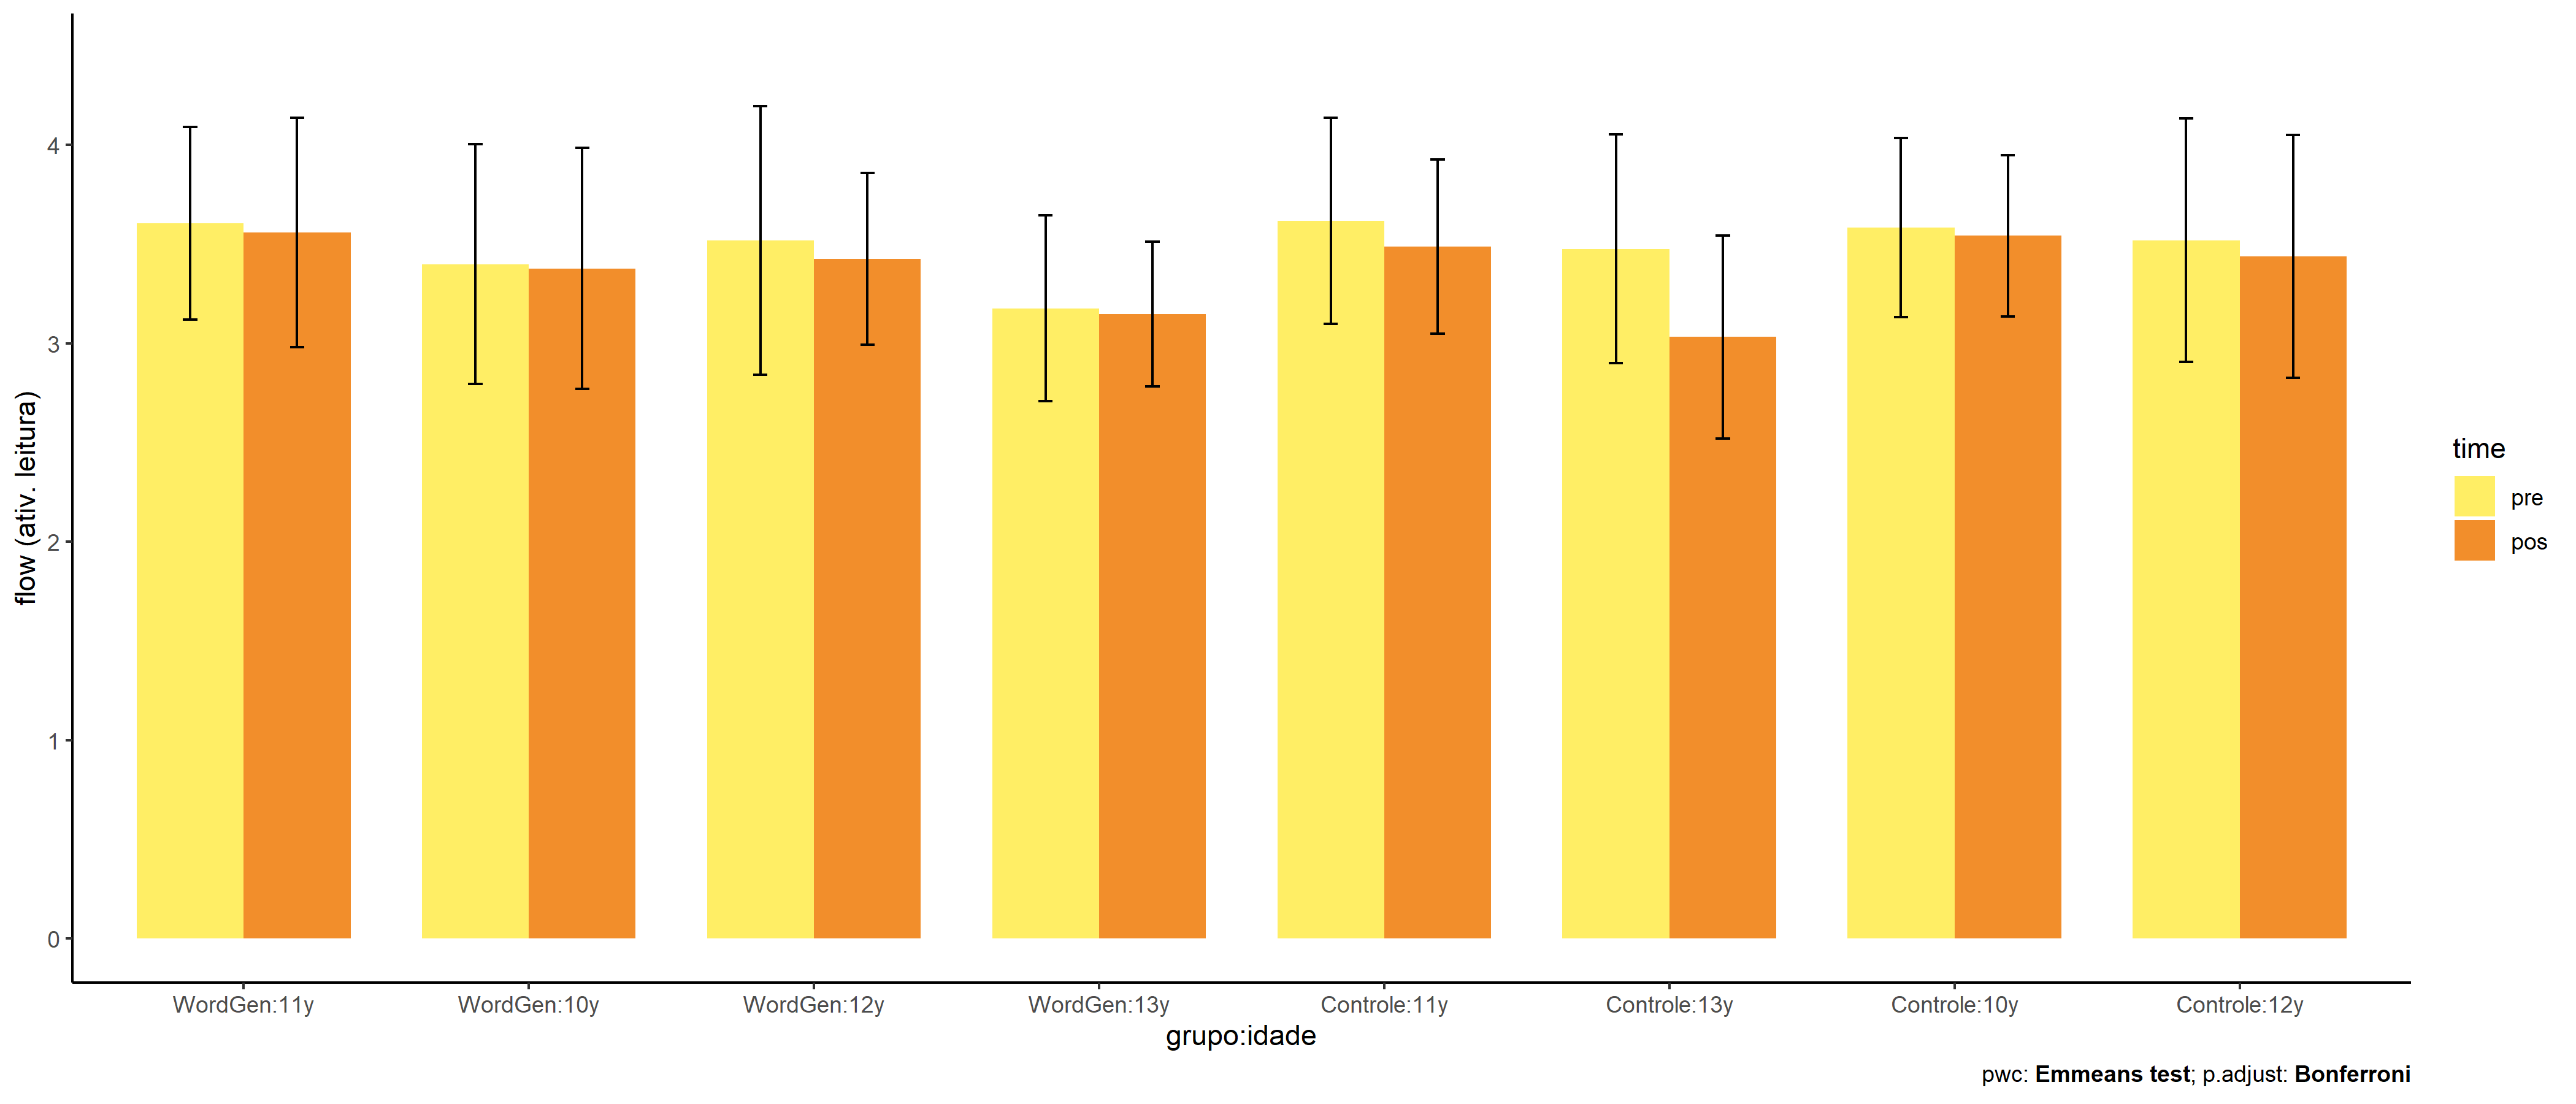 flow (ativ. leitura)
4
3
2
1
0
WordGen:11y
WordGen:10y
WordGen:12y
WordGen:13y
Controle:11y
Controle:13y
Controle:10y
Controle:12y
grupo:idade
time
pre
pos
pwc: Emmeans test; p.adjust: Bonferroni